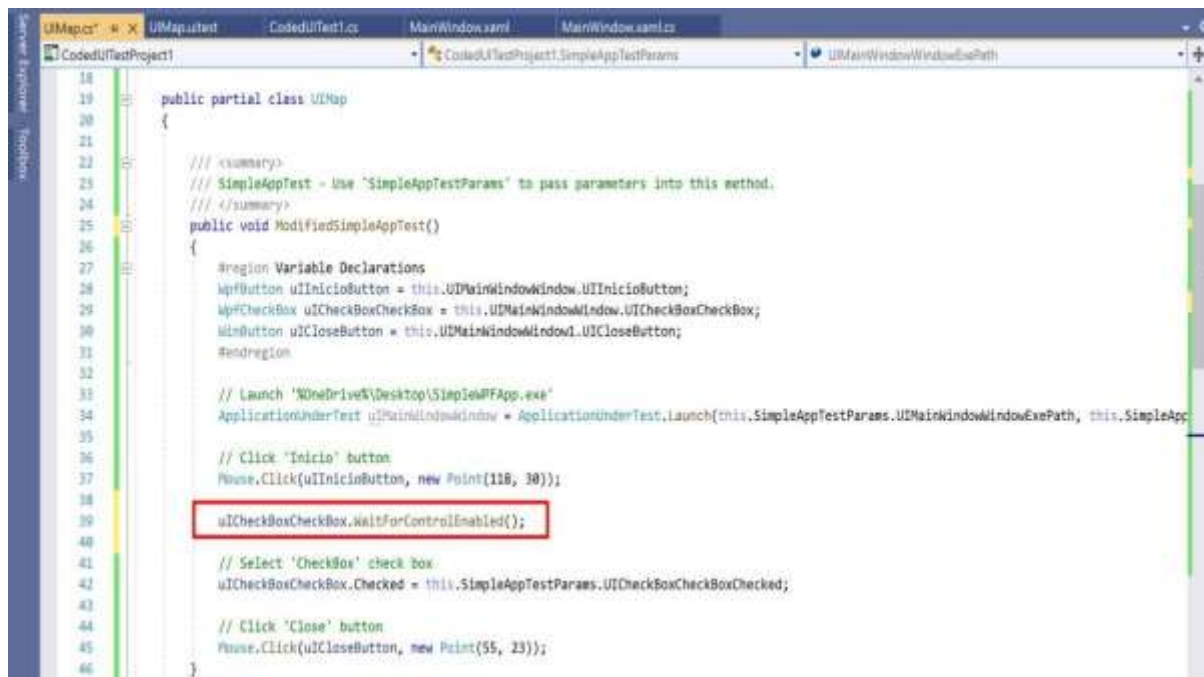 UIMap.cs* UIMap.uitest CodedUITest1.cs MainWindow.xaml MainWindow.xaml.cs
Server Explorer
Toolbox
CodedUITestProject1 CodedUITestProject1.SimpleAppTestParams UIMainWindowWindowExePath
18
19 public partial class UIMap
20 {
21
22 /// <summary>
23 /// SimpleAppTest - Use 'SimpleAppTestParams' to pass parameters into this method.
24 /// </summary>
25 public void ModifiedSimpleAppTest()
26 {
27 #region Variable Declarations
28 WpfButton uIInicioButton = this.UIMainWindowWindow.UIInicioButton;
29 WpfCheckBox uICheckBoxCheckBox = this.UIMainWindowWindow.UICheckBoxCheckBox;
30 WinButton uICloseButton = this.UIMainWindowWindow1.UICloseButton;
31 #endregion
32
33 // Launch '%OneDrive%\Desktop\SimpleWPFApp.exe'
34 ApplicationUnderTest uIMainWindowWindow = ApplicationUnderTest.Launch(this.SimpleAppTestParams.UIMainWindowWindowExePath, this.SimpleApp
35
36 // Click 'Inicio' button
37 Mouse.Click(uIInicioButton, new Point(118, 30));
38
39 uICheckBoxCheckBox.WaitForControlEnabled();
40
41 // Select 'CheckBox' check box
42 uICheckBoxCheckBox.Checked = this.SimpleAppTestParams.UICheckBoxCheckBoxChecked;
43
44 // Click 'Close' button
45 Mouse.Click(uICloseButton, new Point(55, 23));
46 }